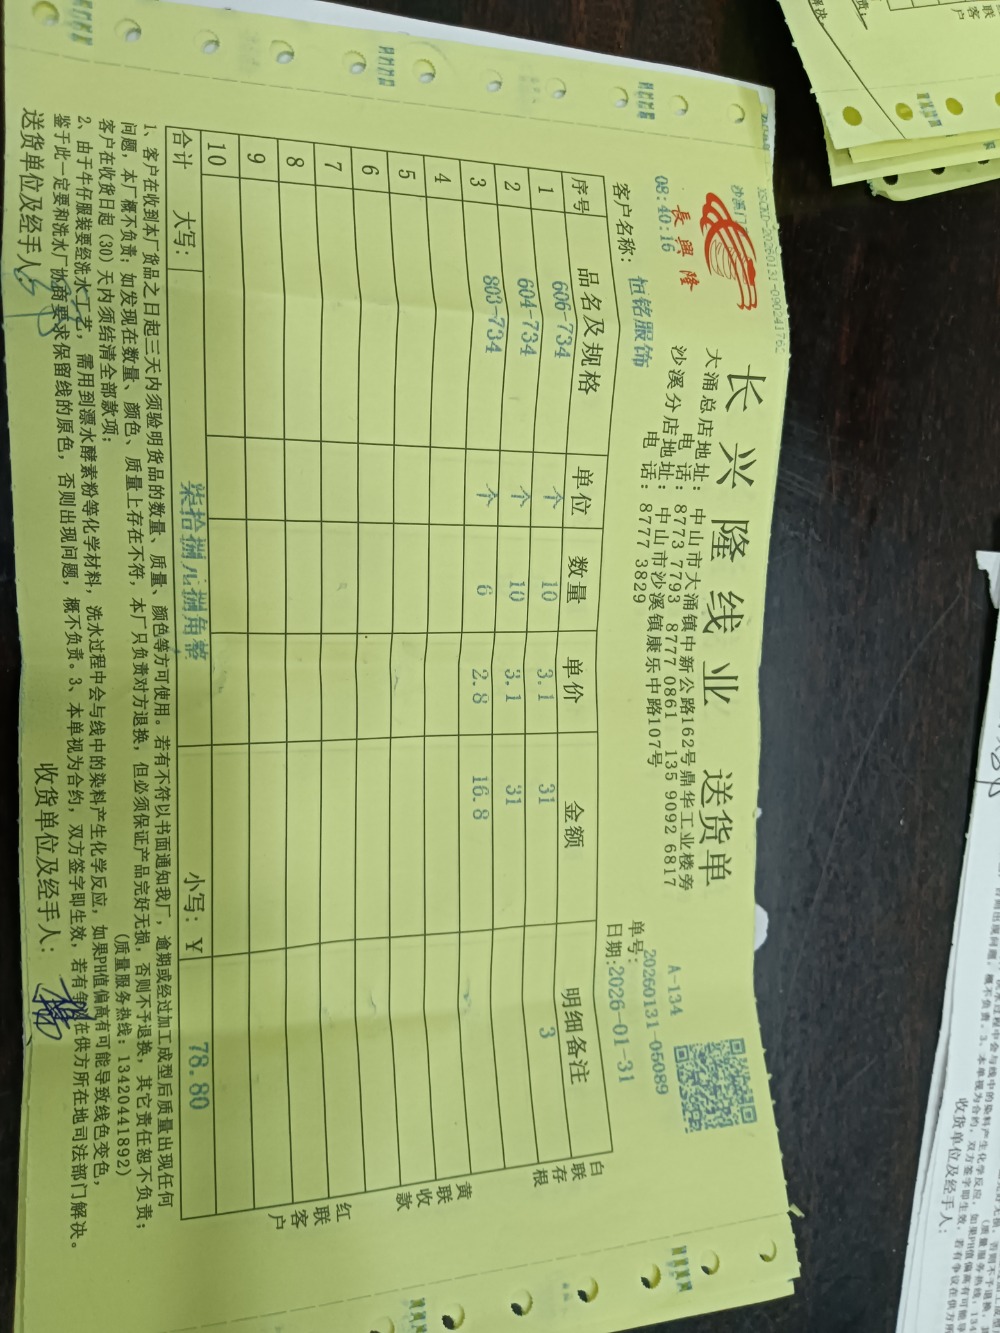 XSCKD-20260131-090241762
沙溪门
08:40:16
長興隆
长兴隆线业 送货单
大涌总店地址: 中山市大涌镇中新公路162号鼎华工业楼旁
电 话: 8773 7793 8777 0861 135 9092 6817
沙溪分店地址: 中山市沙溪镇康乐中路107号
电 话: 8777 3829
A-134
单号: 20260131-05089
日期:2026-01-31
客户名称: 恒铭服饰
序号 品名及规格 单位 数量 单价 金额 明细备注
1 606-734 个 10 3.1 31 3
2 604-734 个 10 3.1 31
3 803-734 个 6 2.8 16.8
4
5
6
7
8
9
10
合计 大写: 柒拾捌元捌角整 小写: ¥ 78.80
白联存根
黄联收款
红联客户
1、客户在收到本厂货品之日起三天内须验明货品的数量、质量、颜色等方可使用。若有不符以书面通知我厂，逾期或经过加工成型后质量出现任何
问题，本厂概不负责；如发现在数量、颜色、质量上存在不符，本厂只负责对方退换，但必须保证产品完好无损，否则不予退换，其它责任恕不负责；
客户在收货日起(30)天内须结清全部款项；
(质量服务热线: 13420441892)
2、由于牛仔服装要经洗水工艺，需用到漂水酵素粉等化学材料，洗水过程中会与线中的染料产生化学反应，如果PH值偏高有可能导致线色变色，
鉴于此一定要和洗水厂协商要求保留线的原色，否则出现问题，概不负责。3、本单视为合约，双方签字即生效，若有争议在供方所在地司法部门解决。
送货单位及经手人:
收货单位及经手人:
收货单位及经手人: